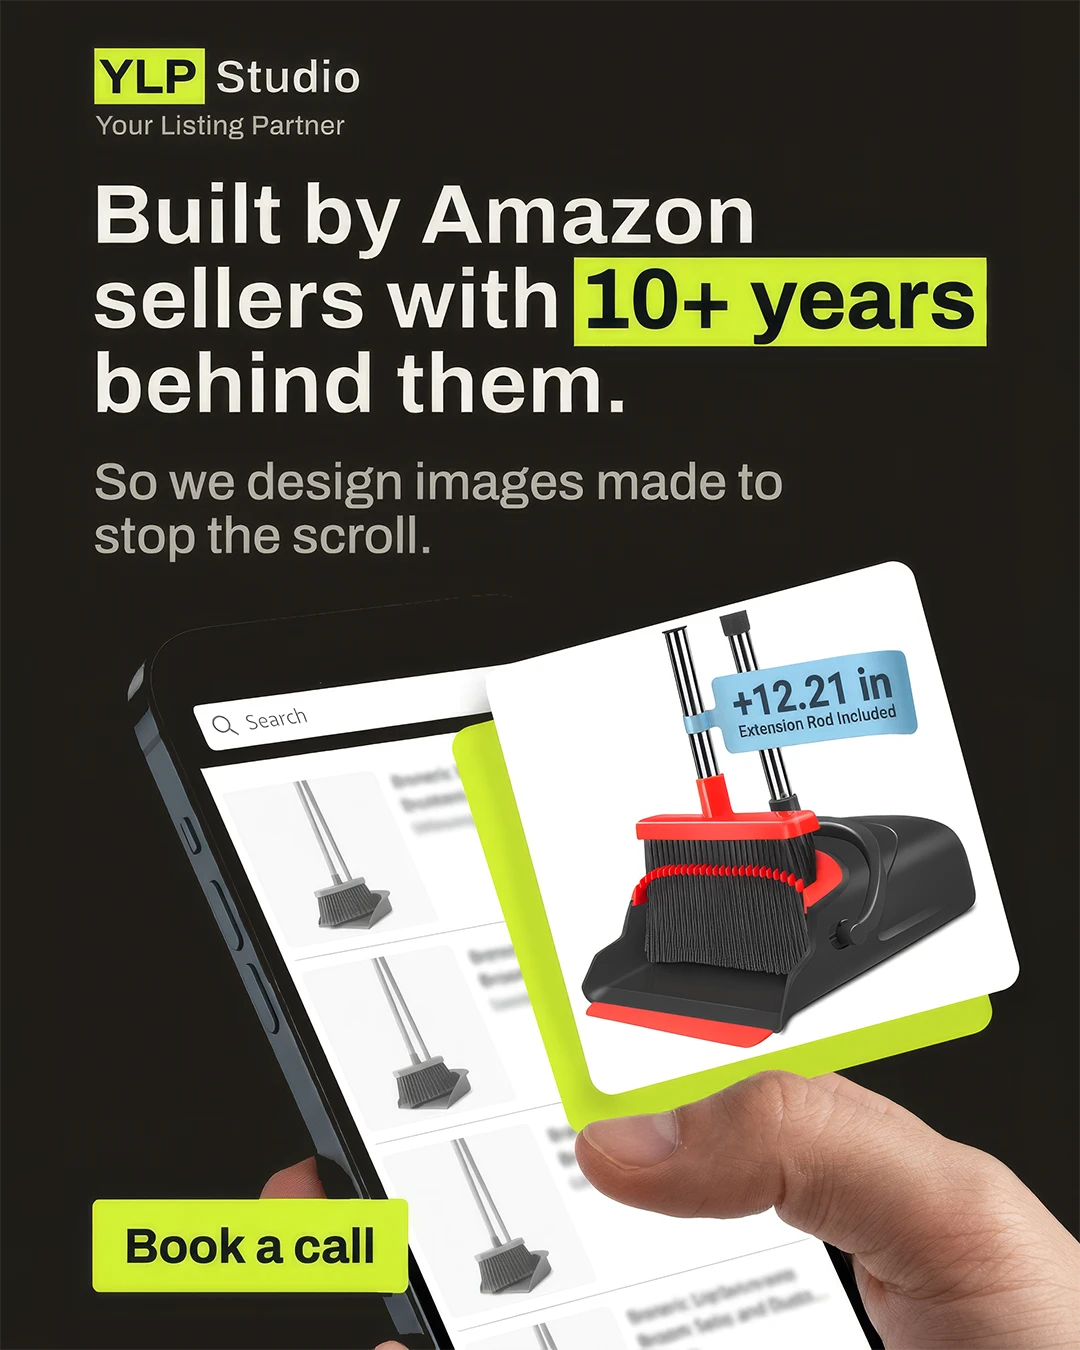 YLP Studio
Your Listing Partner
Built by Amazon
sellers with 10+ years
behind them.
So we design images made to
stop the scroll.
Search
+12.21 in
Extension Rod Included
Book a call